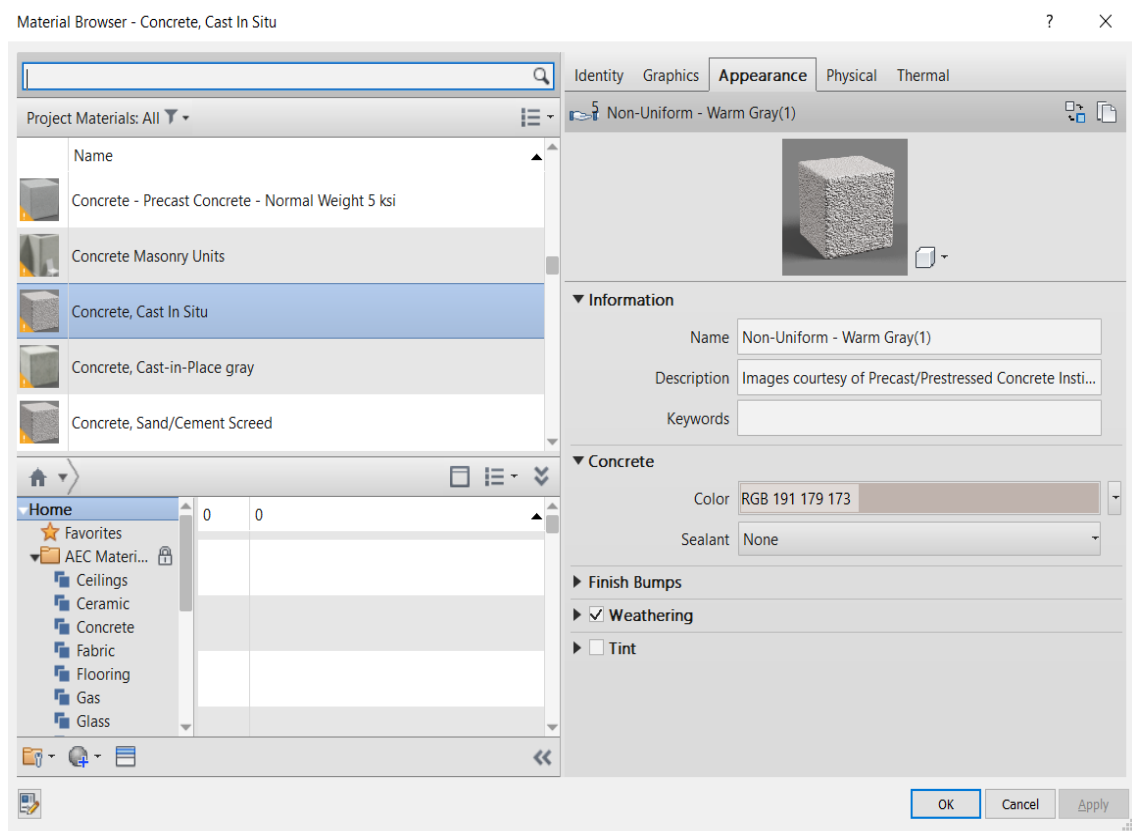 Material Browser - Concrete, Cast In Situ
?
Project Materials: All
Name
Concrete - Precast Concrete - Normal Weight 5 ksi
Concrete Masonry Units
Concrete, Cast In Situ
Concrete, Cast-in-Place gray
Concrete, Sand/Cement Screed
Home
Favorites
AEC Materi...
Ceilings
Ceramic
Concrete
Fabric
Flooring
Gas
Glass
0 0
Identity Graphics Appearance Physical Thermal
5
Non-Uniform - Warm Gray(1)
Information
Name Non-Uniform - Warm Gray(1)
Description Images courtesy of Precast/Prestressed Concrete Insti...
Keywords
Concrete
Color RGB 191 179 173
Sealant None
Finish Bumps
Weathering
Tint
OK Cancel Apply